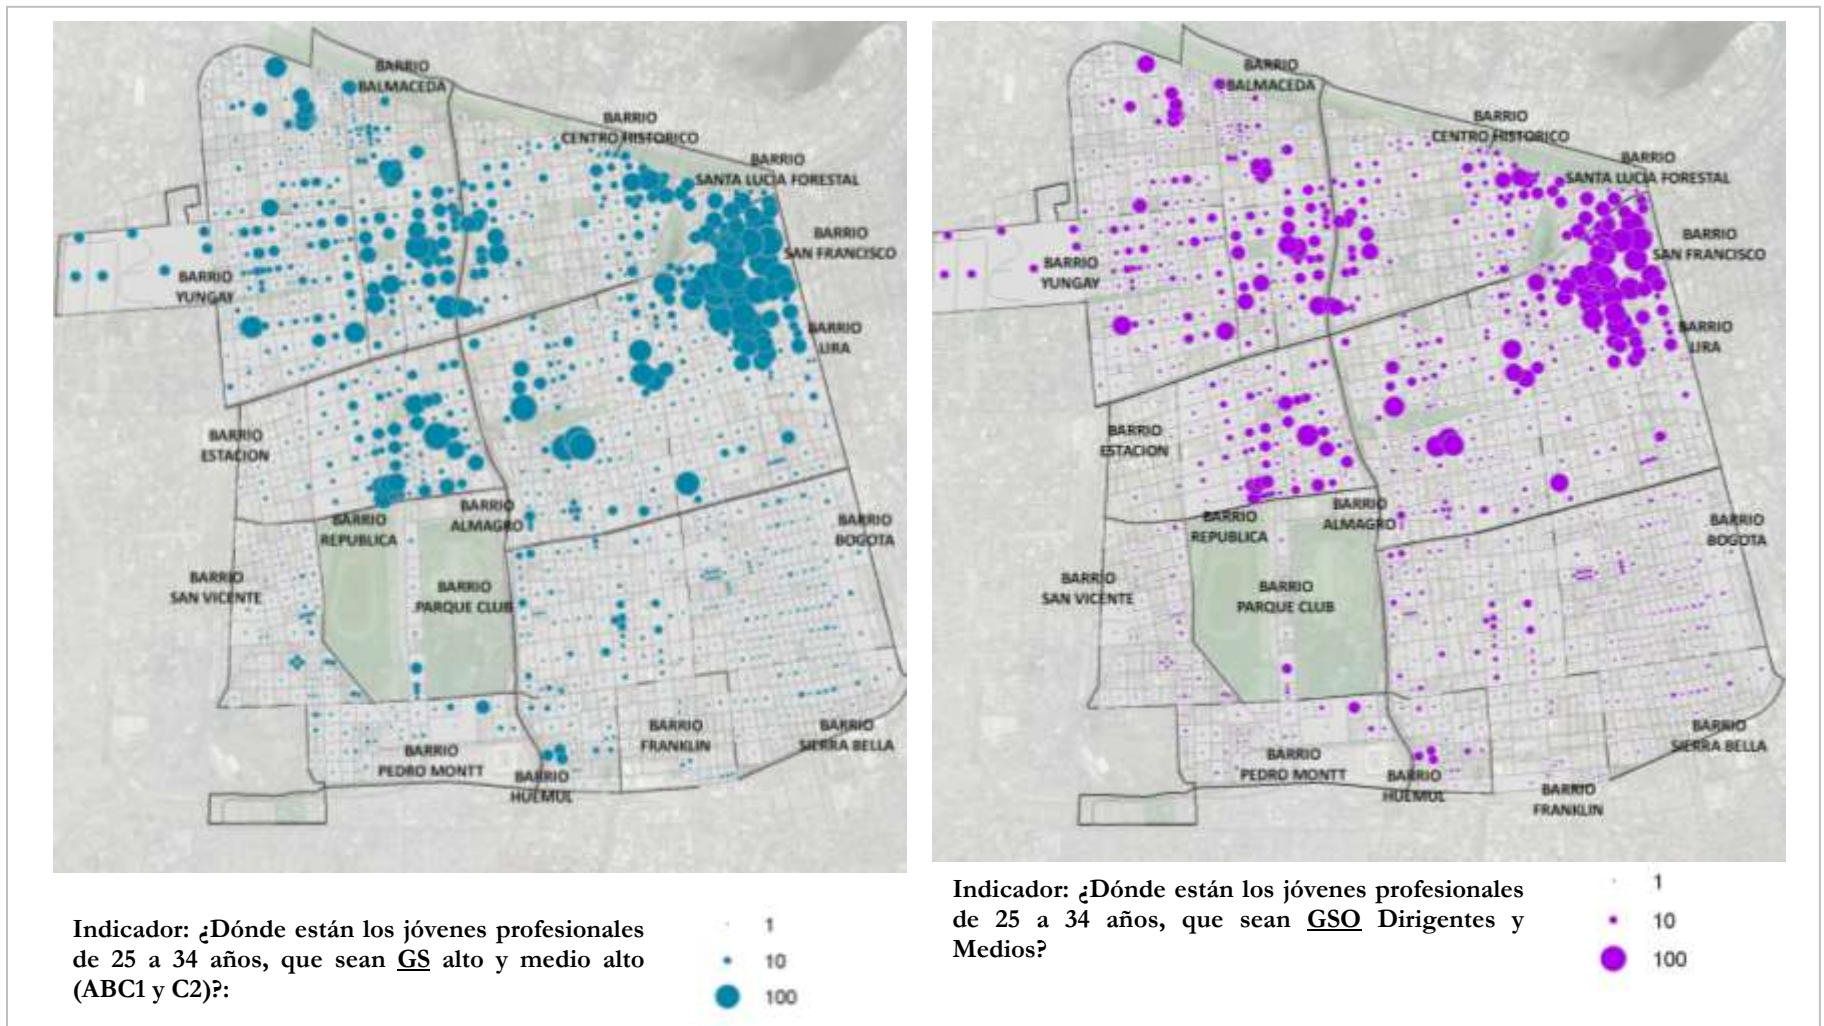 BARRIO
BALMACEDA
BARRIO
CENTRO HISTORICO
BARRIO
SANTA LUCIA FORESTAL
BARRIO
SAN FRANCISCO
BARRIO
YUNGAY
BARRIO
LIRA
BARRIO
ESTACION
BARRIO
REPUBLICA
BARRIO
ALMAGRO
BARRIO
BOGOTA
BARRIO
SAN VICENTE
BARRIO
PARQUE CLUB
BARRIO
PEDRO MONTT
BARRIO
HUEMUL
BARRIO
FRANKLIN
BARRIO
SIERRA BELLA
Indicador: ¿Dónde están los jóvenes profesionales
de 25 a 34 años, que sean GS alto y medio alto
(ABC1 y C2)?:
1
10
100
BARRIO
BALMACEDA
BARRIO
CENTRO HISTORICO
BARRIO
SANTA LUCIA FORESTAL
BARRIO
SAN FRANCISCO
BARRIO
YUNGAY
BARRIO
LIRA
BARRIO
ESTACION
BARRIO
REPUBLICA
BARRIO
ALMAGRO
BARRIO
BOGOTA
BARRIO
SAN VICENTE
BARRIO
PARQUE CLUB
BARRIO
PEDRO MONTT
BARRIO
HUEMUL
BARRIO
FRANKLIN
BARRIO
SIERRA BELLA
Indicador: ¿Dónde están los jóvenes profesionales
de 25 a 34 años, que sean GSO Dirigentes y
Medios?
1
10
100